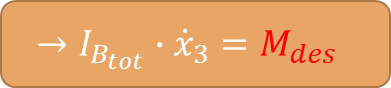 → I_{B_{tot}} · ẋ_3 = M_{des}